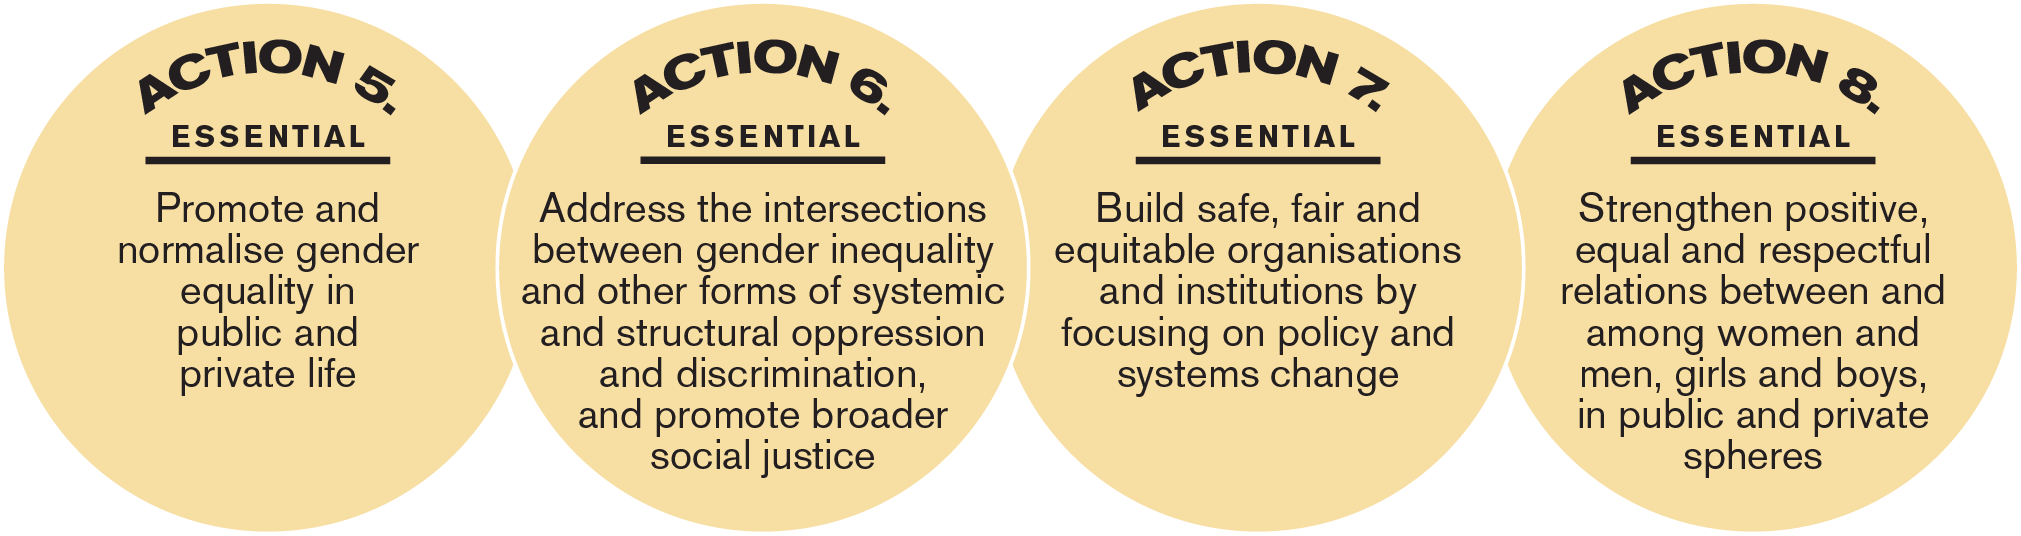 ACTION 5.
ESSENTIAL
Promote and
normalise gender
equality in
public and
private life
ACTION 6.
ESSENTIAL
Address the intersections
between gender inequality
and other forms of systemic
and structural oppression
and discrimination,
and promote broader
social justice
ACTION 7.
ESSENTIAL
Build safe, fair and
equitable organisations
and institutions by
focusing on policy and
systems change
ACTION 8.
ESSENTIAL
Strengthen positive,
equal and respectful
relations between and
among women and
men, girls and boys,
in public and private
spheres